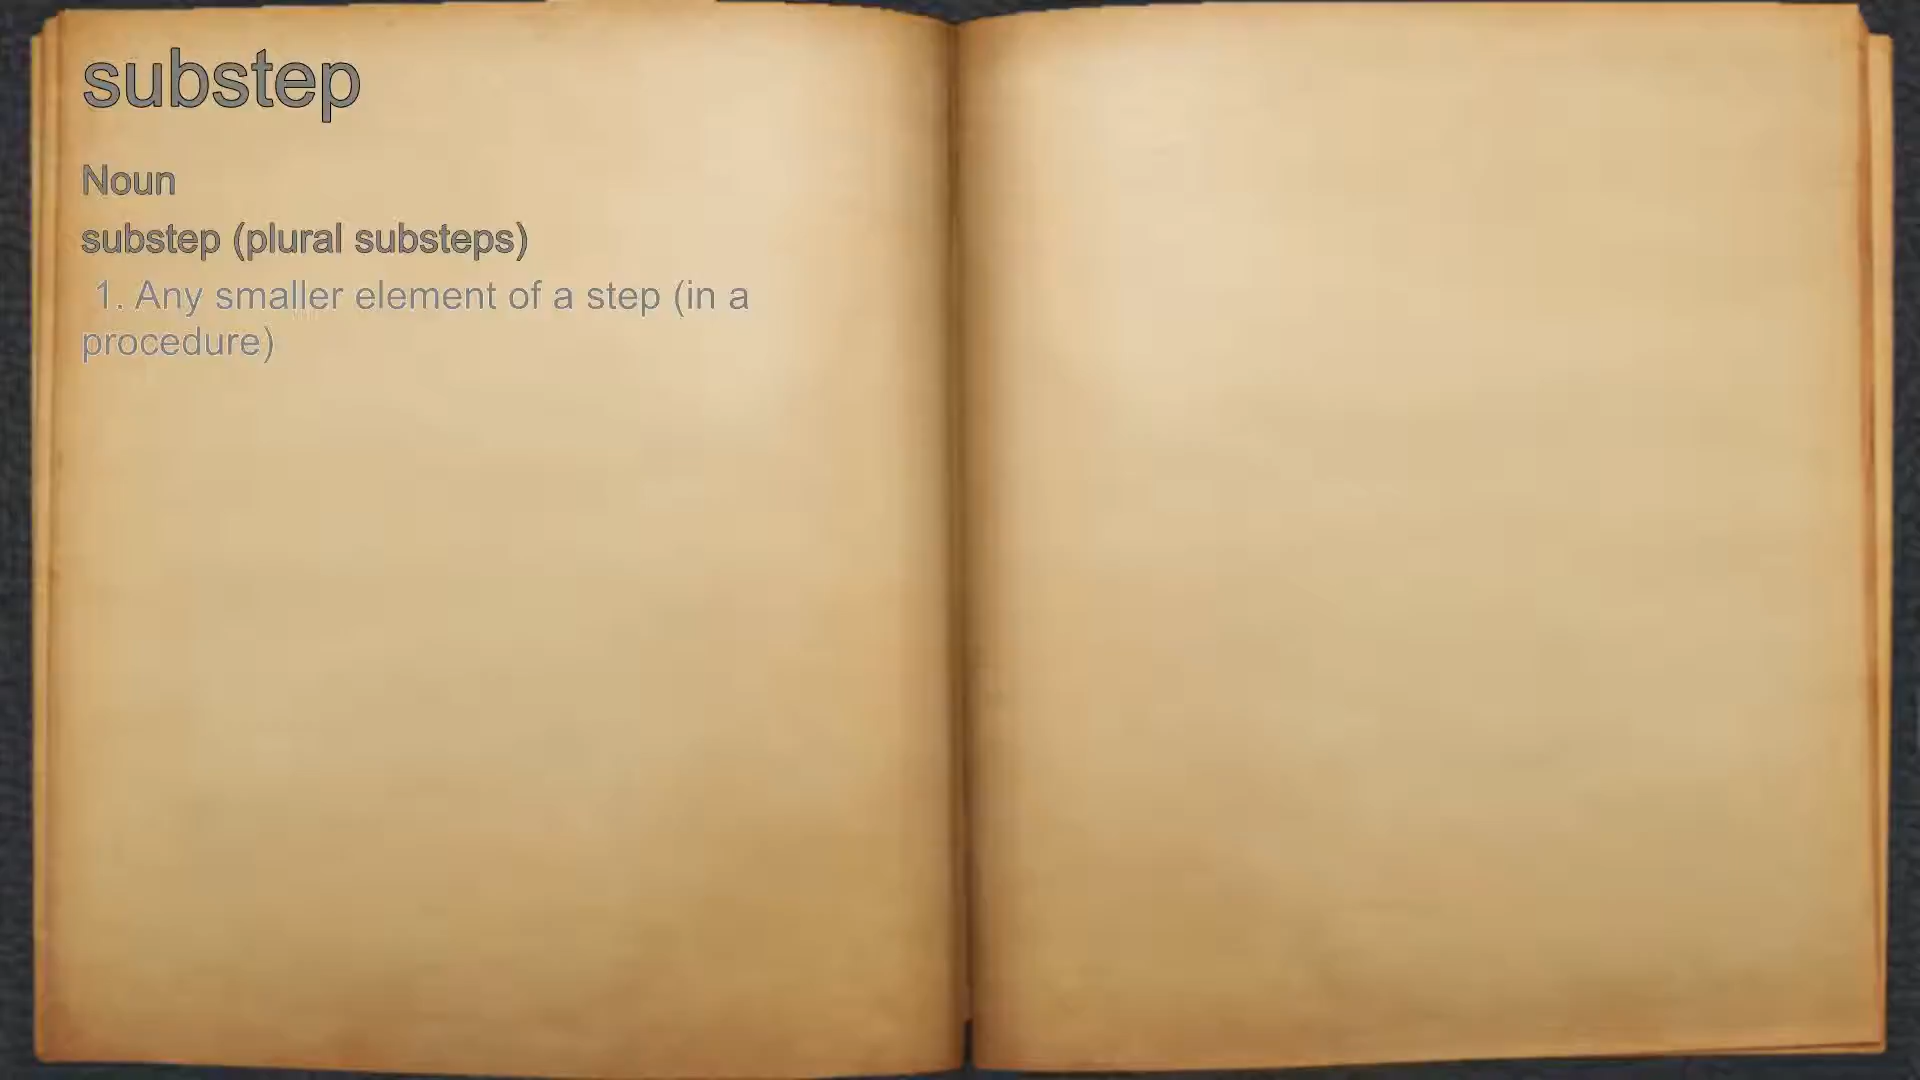 substep
Noun
substep (plural substeps)
1. Any smaller element of a step (in a
procedure)